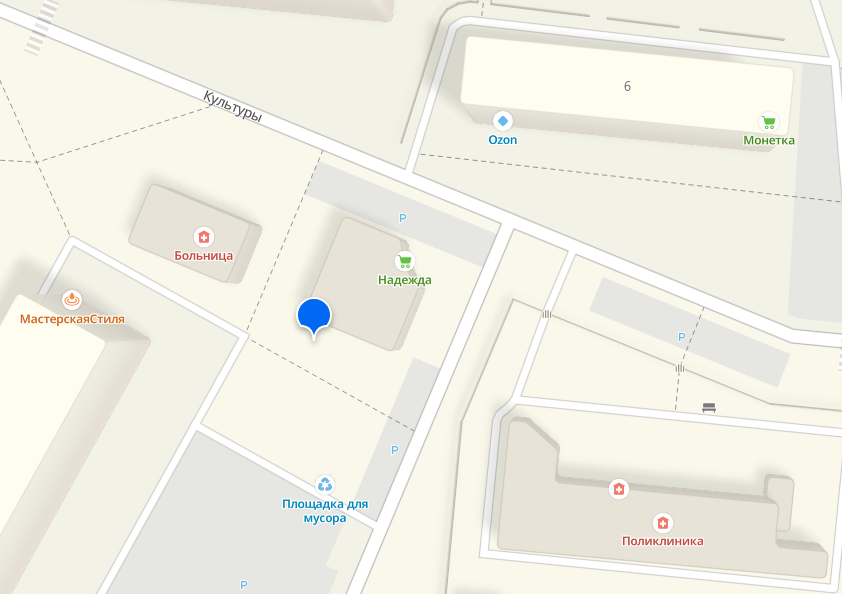 Культуры
6
Ozon
Монетка
P
Больница
Надежда
МастерскаяСтиля
P
P
Площадка для
мусора
Поликлиника
P